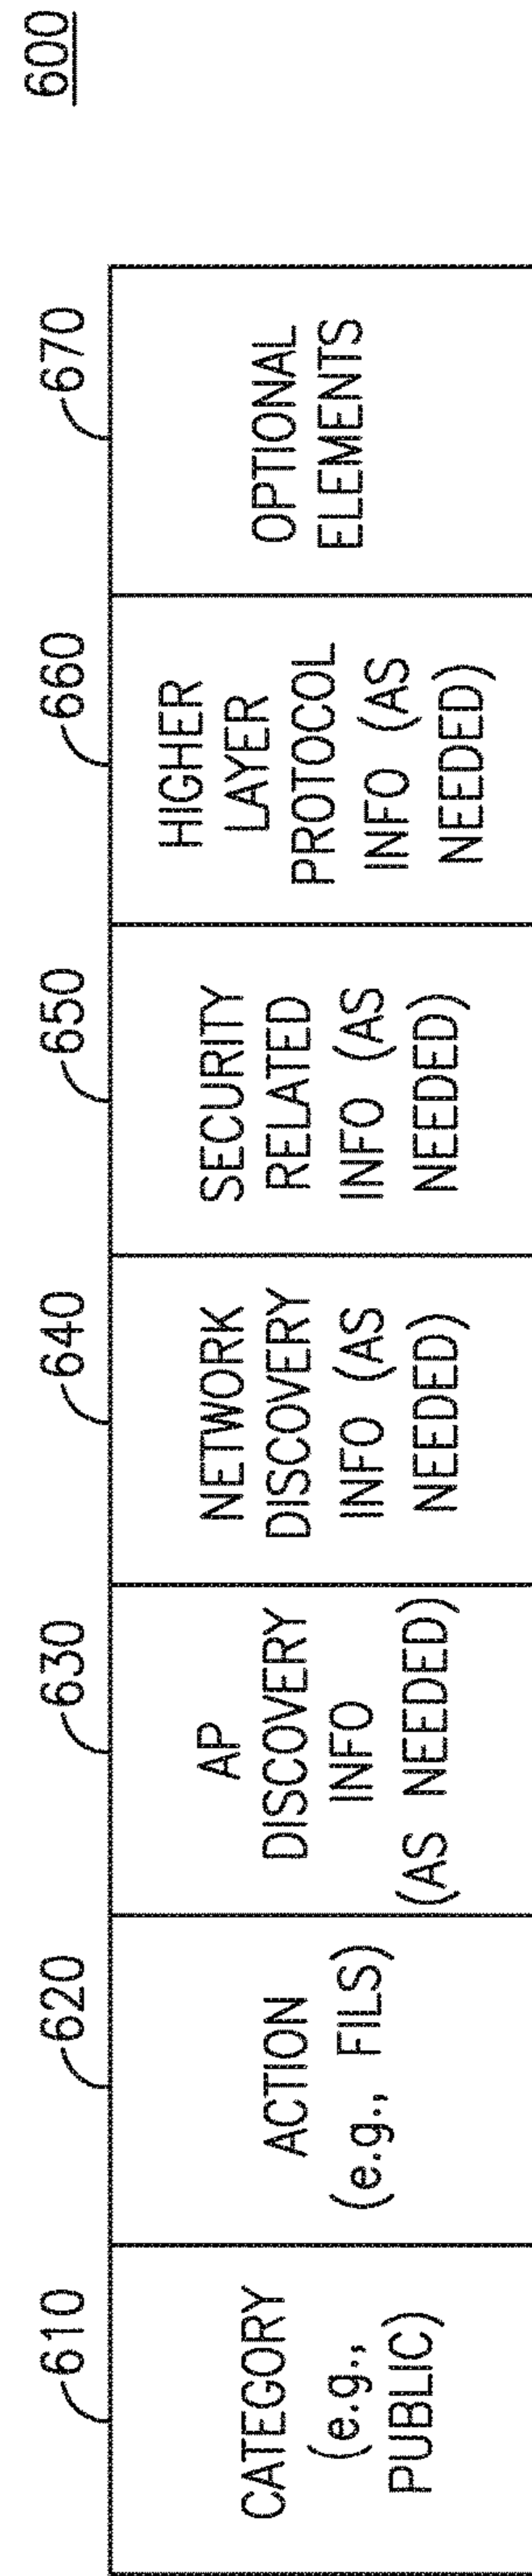 600
610
620
630
640
650
660
670
CATEGORY
(e.g.,
PUBLIC)
ACTION
(e.g., FILS)
AP
DISCOVERY
INFO
(AS NEEDED)
NETWORK
DISCOVERY
INFO (AS
NEEDED)
SECURITY
RELATED
INFO (AS
NEEDED)
HIGHER
LAYER
PROTOCOL
INFO (AS
NEEDED)
OPTIONAL
ELEMENTS